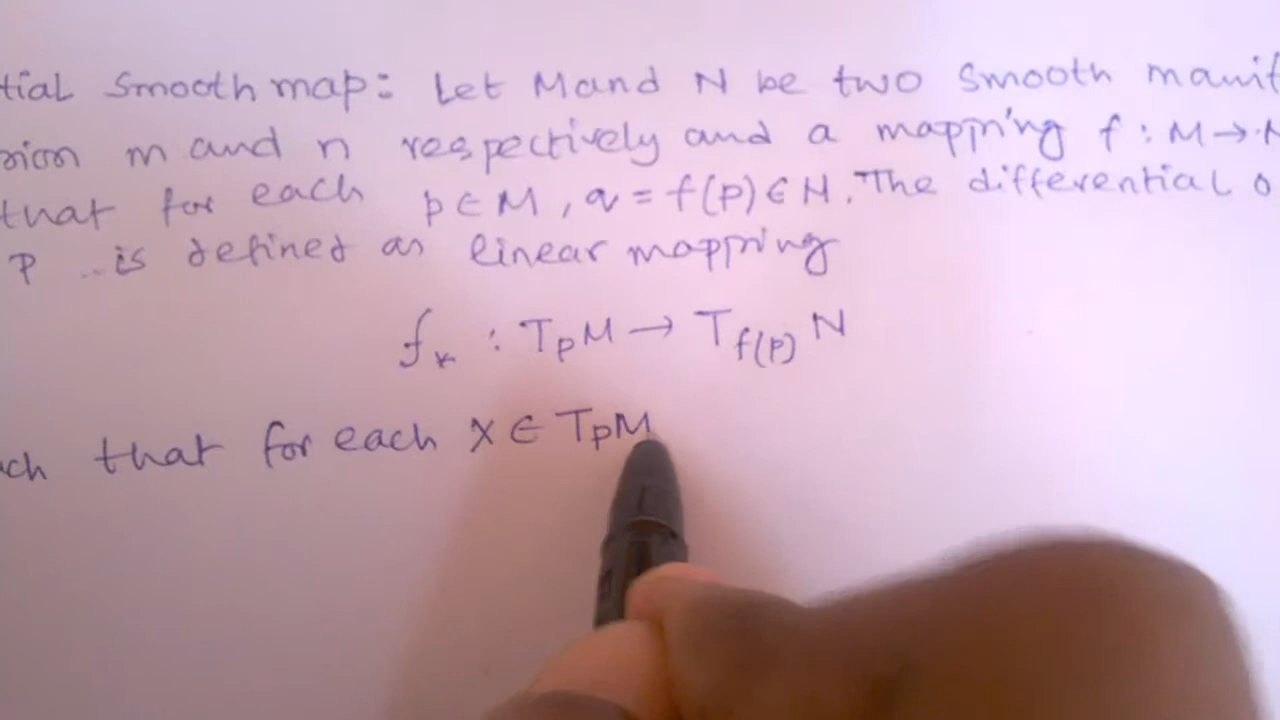 tial Smooth map: Let M and N be two Smooth manif
sion m and n respectively and a mapping f : M → N
that for each p ∈ M, q = f(p) ∈ N. The differential o
P is defined as linear mapping
f* : TpM → Tf(p) N
ch that for each X ∈ TpM